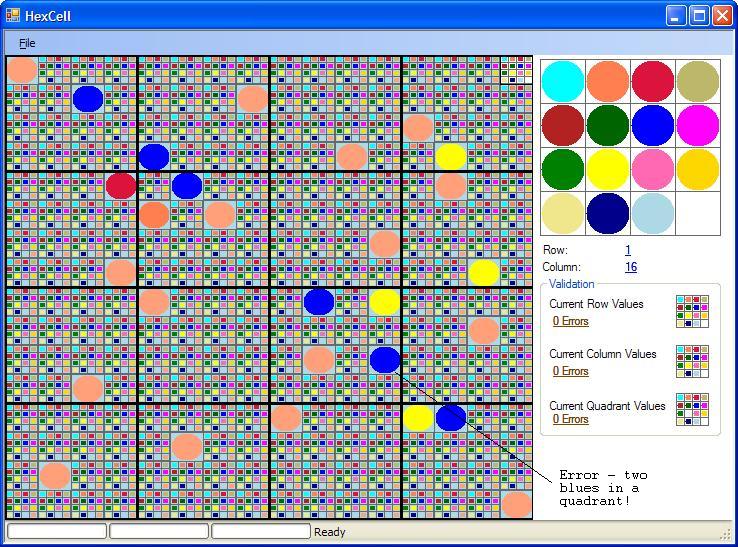 HexCell
File
Row: 1
Column: 16
Validation
Current Row Values
0 Errors
Current Column Values
0 Errors
Current Quadrant Values
0 Errors
Error - two
blues in a
quadrant!
Ready